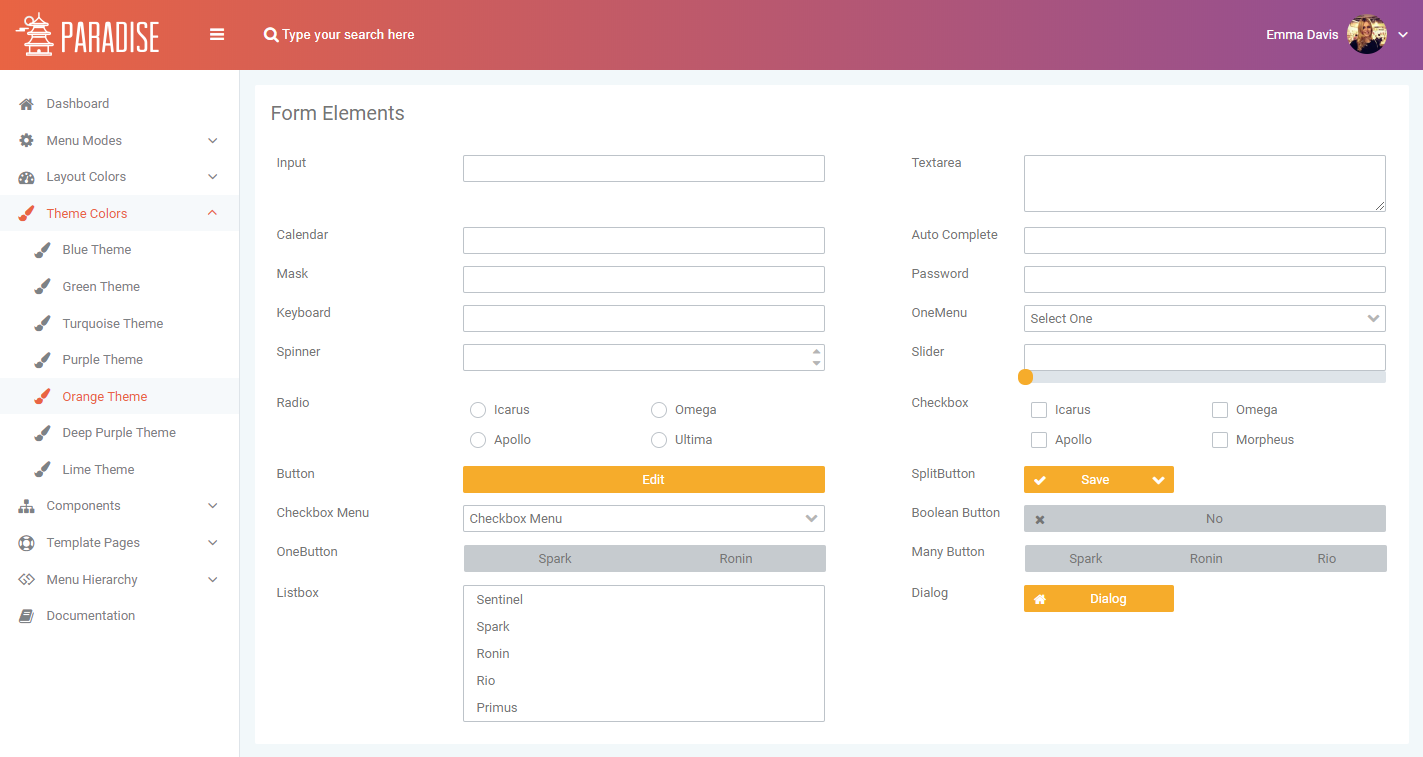 PARADISE
Type your search here
Emma Davis
Dashboard
Menu Modes
Layout Colors
Theme Colors
Blue Theme
Green Theme
Turquoise Theme
Purple Theme
Orange Theme
Deep Purple Theme
Lime Theme
Components
Template Pages
Menu Hierarchy
Documentation
Form Elements
Input
Textarea
Calendar
Auto Complete
Mask
Password
Keyboard
OneMenu Select One
Spinner
Slider
Radio Icarus Omega
Apollo Ultima
Checkbox Icarus Omega
Apollo Morpheus
Button Edit
SplitButton Save
Checkbox Menu Checkbox Menu
Boolean Button No
OneButton Spark Ronin
Many Button Spark Ronin Rio
Listbox Sentinel
Spark
Ronin
Rio
Primus
Dialog Dialog